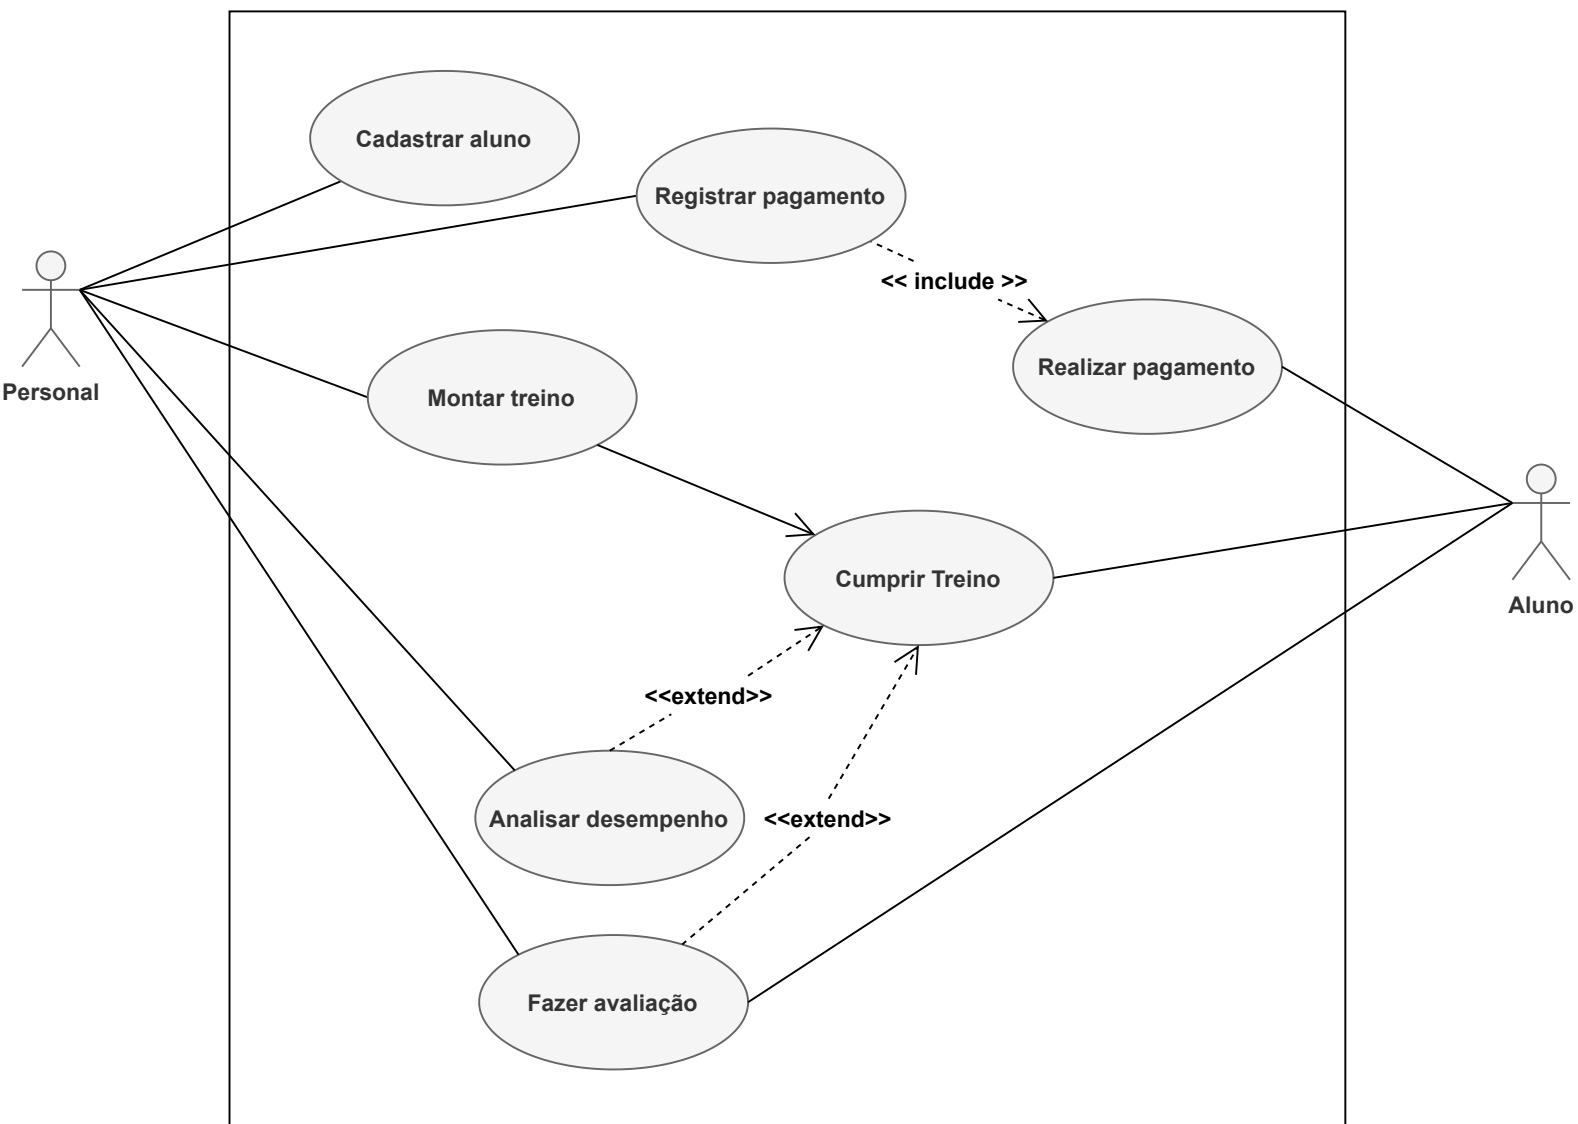 Cadastrar aluno
Registrar pagamento
<< include >>
Realizar pagamento
Personal
Montar treino
Cumprir Treino
Aluno
<<extend>>
Analisar desempenho
<<extend>>
Fazer avaliação